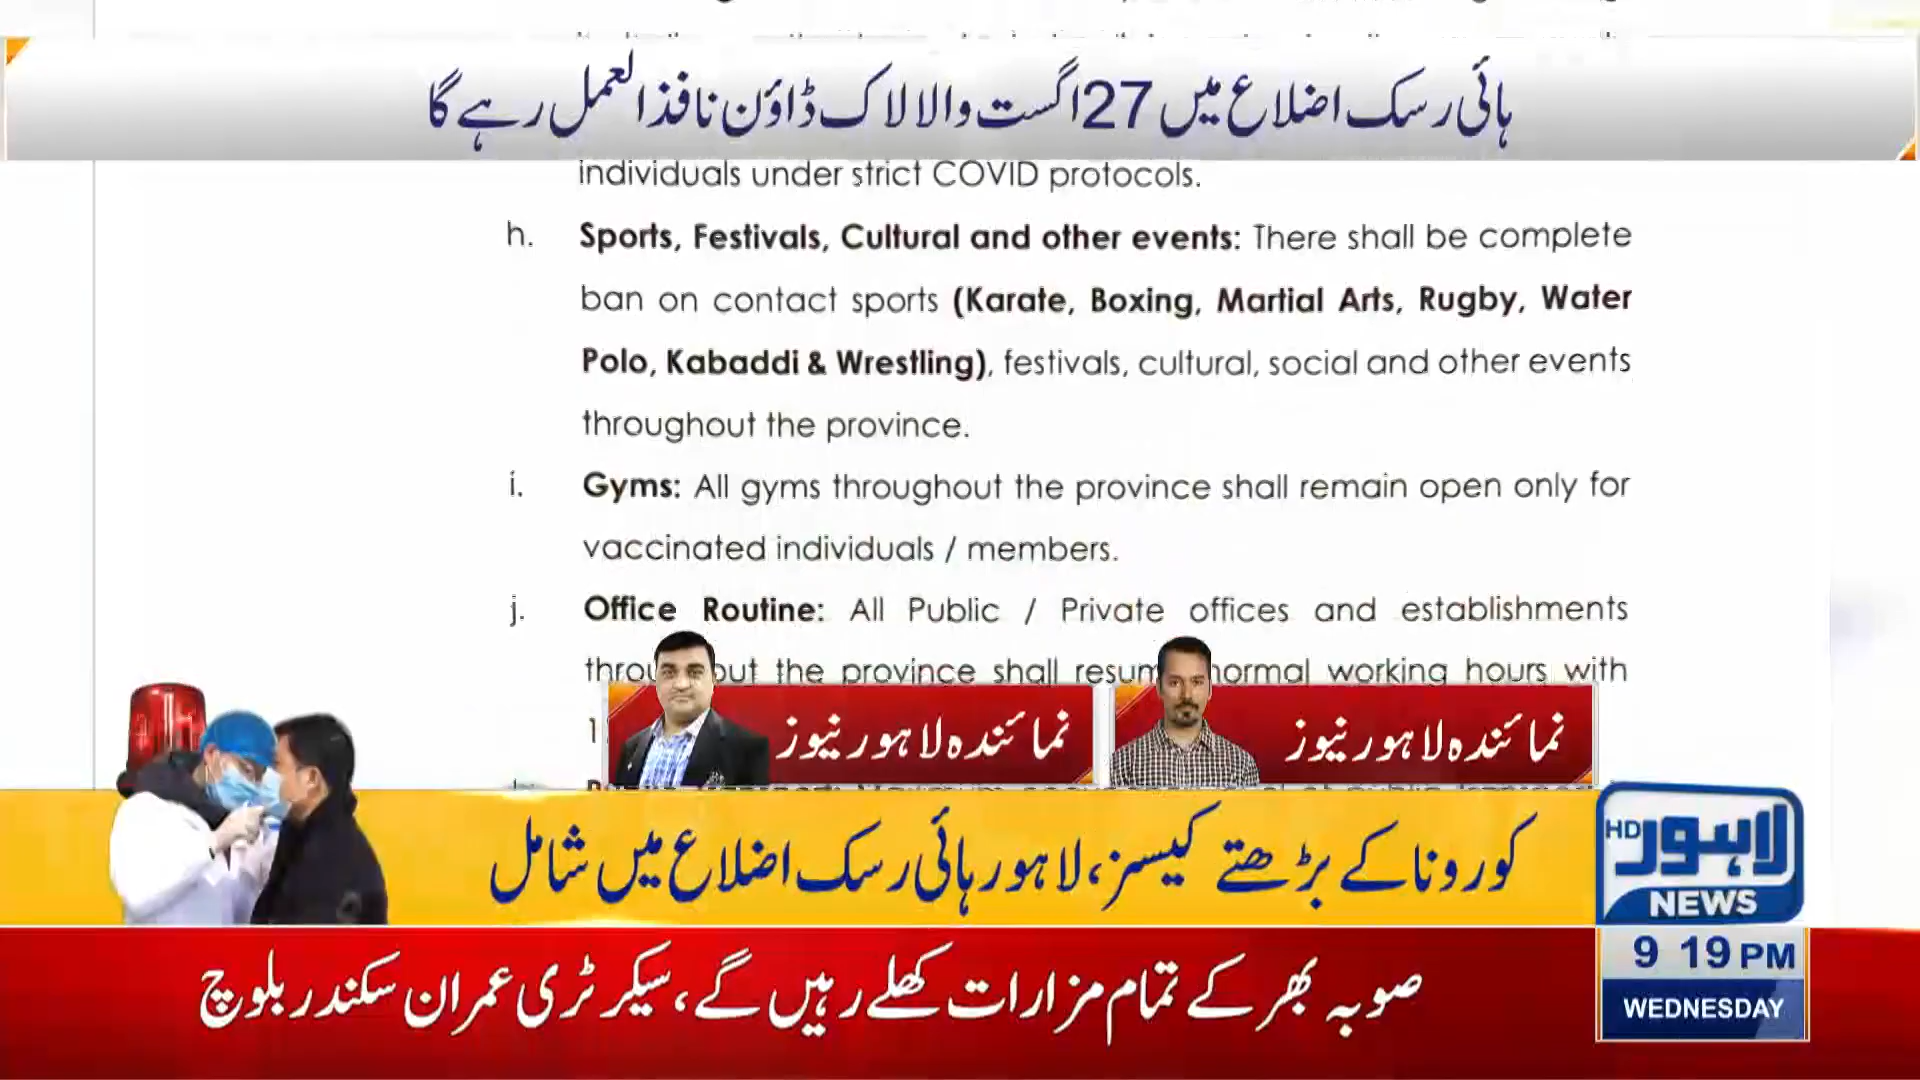 ہائی رسک اضلاع میں 27 اگست والا لاک ڈاؤن نافذالعمل رہے گا
individuals under strict COVID protocols.
h. Sports, Festivals, Cultural and other events: There shall be complete
ban on contact sports (Karate, Boxing, Martial Arts, Rugby, Water
Polo, Kabaddi & Wrestling), festivals, cultural, social and other events
throughout the province.
i. Gyms: All gyms throughout the province shall remain open only for
vaccinated individuals / members.
j. Office Routine: All Public / Private offices and establishments
the province shall normal working hours with
نمائندہ لاہور نیوز
نمائندہ لاہور نیوز
کورونا کے بڑھتے کیسز، لاہور ہائی رسک اضلاع میں شامل
لاہور HD
NEWS
صوبہ بھر کے تمام مزارات کھلے رہیں گے، سیکرٹری عمران سکندر بلوچ
9 19 PM
WEDNESDAY